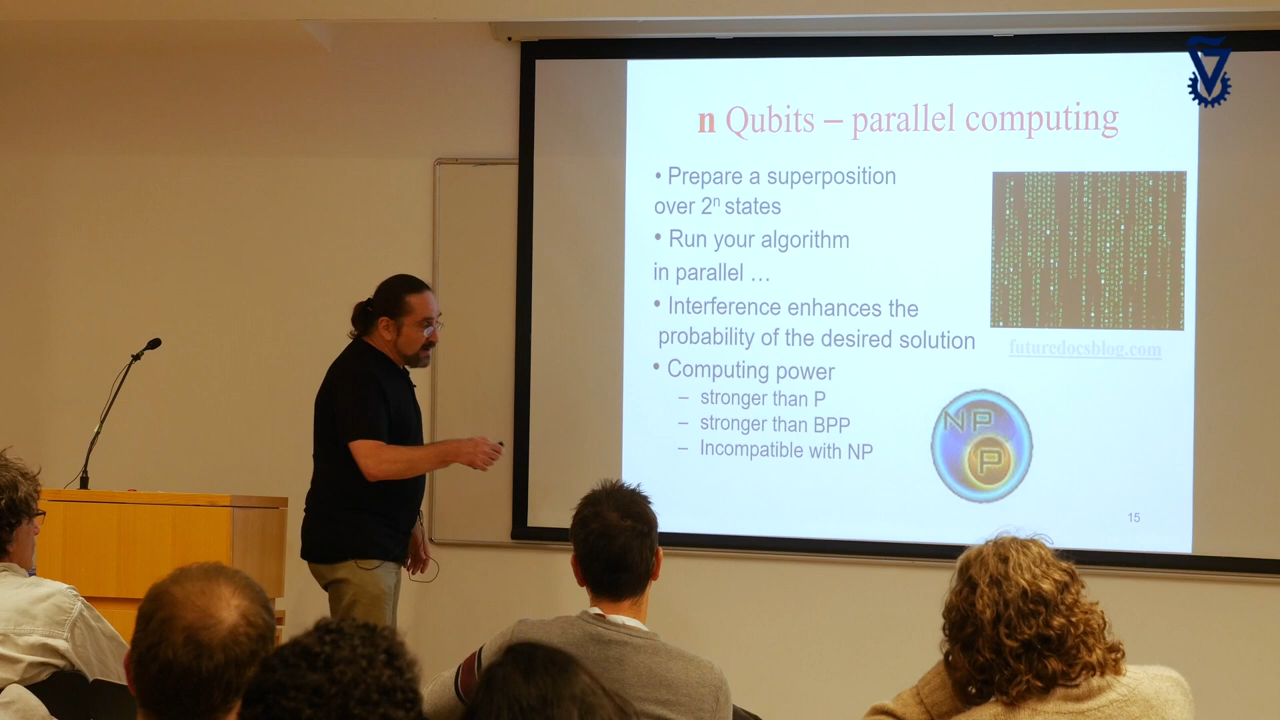 n Qubits – parallel computing
• Prepare a superposition
over 2ⁿ states
• Run your algorithm
in parallel …
• Interference enhances the
probability of the desired solution
• Computing power
– stronger than P
– stronger than BPP
– Incompatible with NP
futuredocsblog.com
NP
P
15